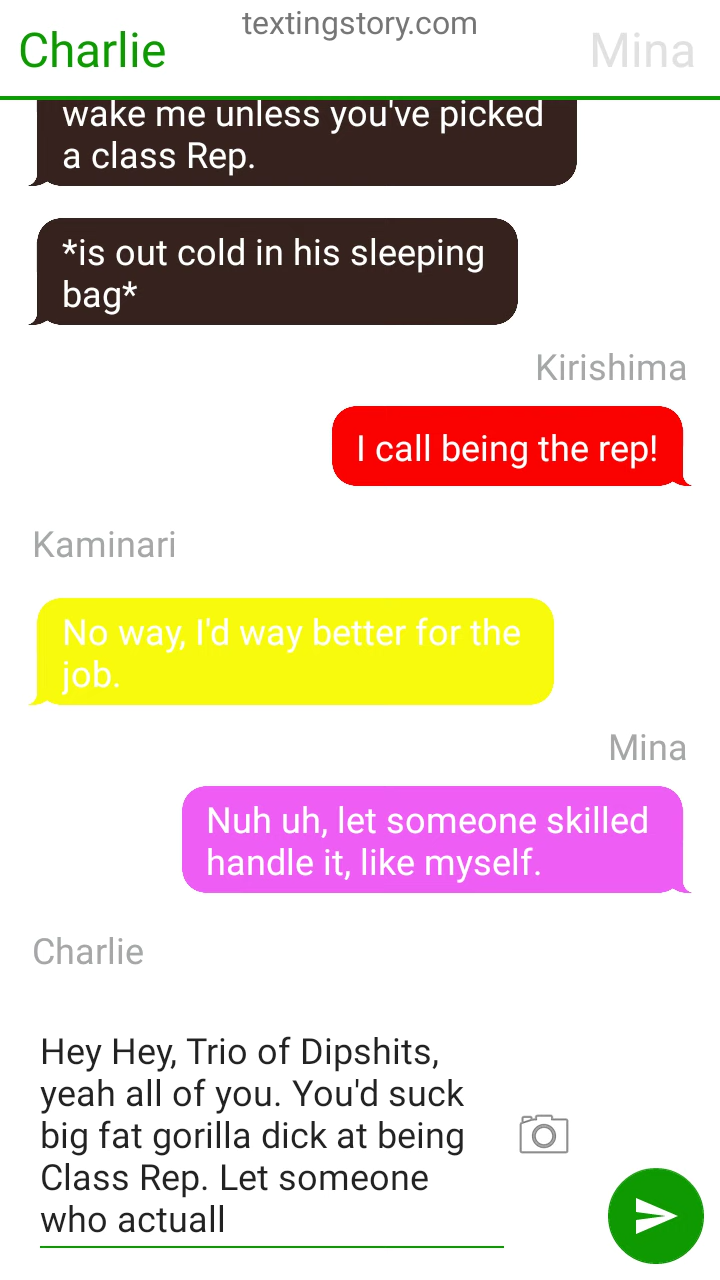 textingstory.com
Charlie
Mina
wake me unless you've picked
a class Rep.
*is out cold in his sleeping
bag*
Kirishima
I call being the rep!
Kaminari
No way, I'd way better for the
job.
Mina
Nuh uh, let someone skilled
handle it, like myself.
Charlie
Hey Hey, Trio of Dipshits,
yeah all of you. You'd suck
big fat gorilla dick at being
Class Rep. Let someone
who actuall